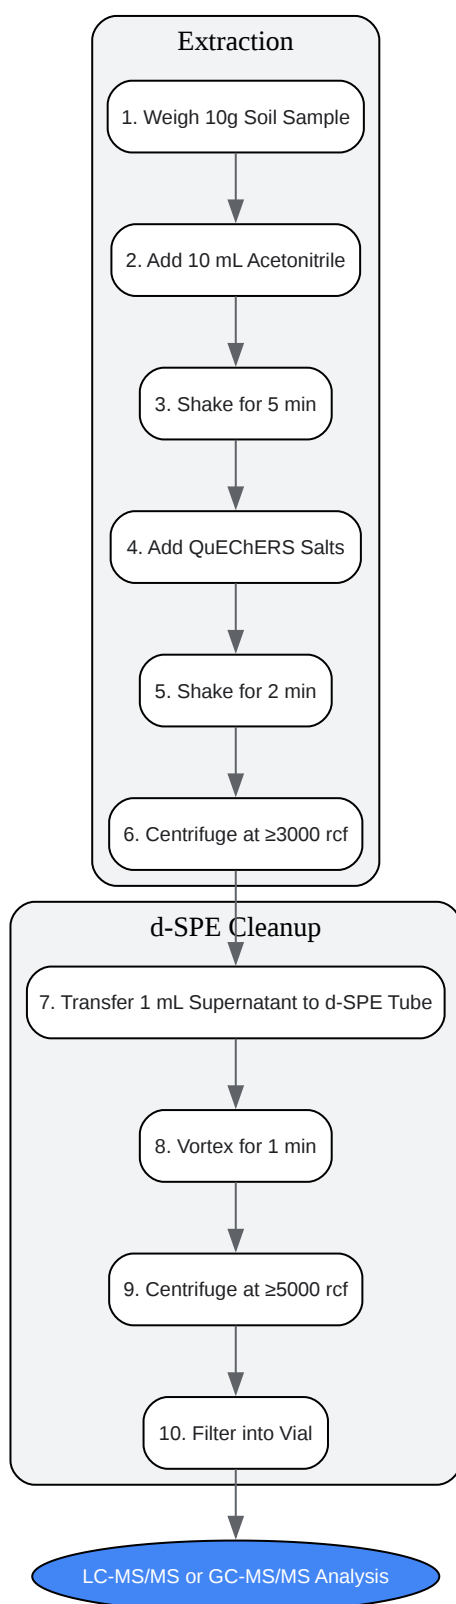 Extraction
1. Weigh 10g Soil Sample
2. Add 10 mL Acetonitrile
3. Shake for 5 min
4. Add QuEChERS Salts
5. Shake for 2 min
6. Centrifuge at ≥3000 rcf
d-SPE Cleanup
7. Transfer 1 mL Supernatant to d-SPE Tube
8. Vortex for 1 min
9. Centrifuge at ≥5000 rcf
10. Filter into Vial
LC-MS/MS or GC-MS/MS Analysis